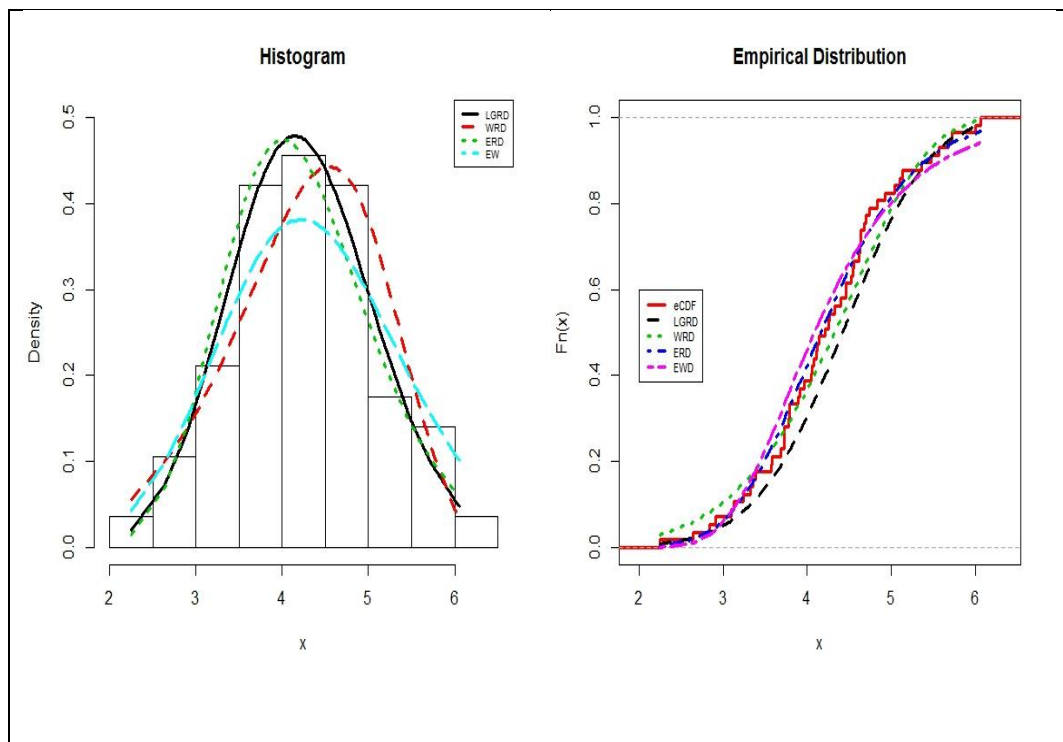 Histogram
Density
0.0
0.1
0.2
0.3
0.4
0.5
LGRD
WRD
ERD
EW
2
3
4
5
6
x
Empirical Distribution
Fn(x)
0.0
0.2
0.4
0.6
0.8
1.0
eCDF
LGRD
WRD
ERD
EWD
2
3
4
5
6
x